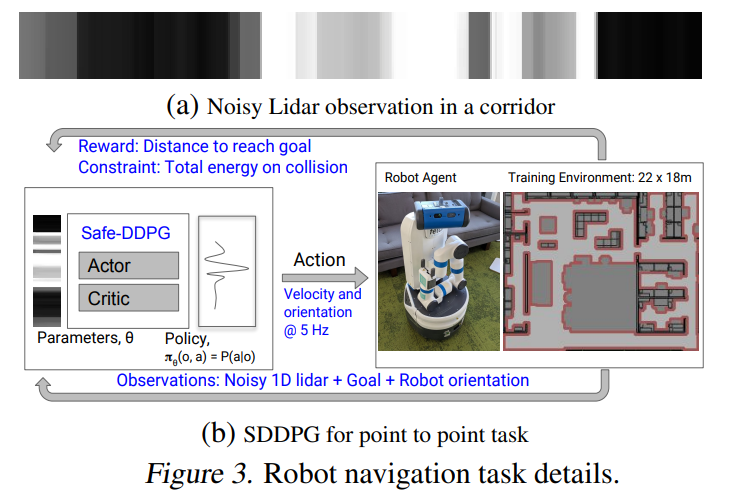 (a) Noisy Lidar observation in a corridor
Reward: Distance to reach goal
Constraint: Total energy on collision
Robot Agent
Training Environment: 22 x 18m
Safe-DDPG
Actor
Critic
Parameters, θ
Policy,
πθ(o, a) = P(a|o)
Action
Velocity and
orientation
@ 5 Hz
Observations: Noisy 1D lidar + Goal + Robot orientation
(b) SDDPG for point to point task
Figure 3. Robot navigation task details.